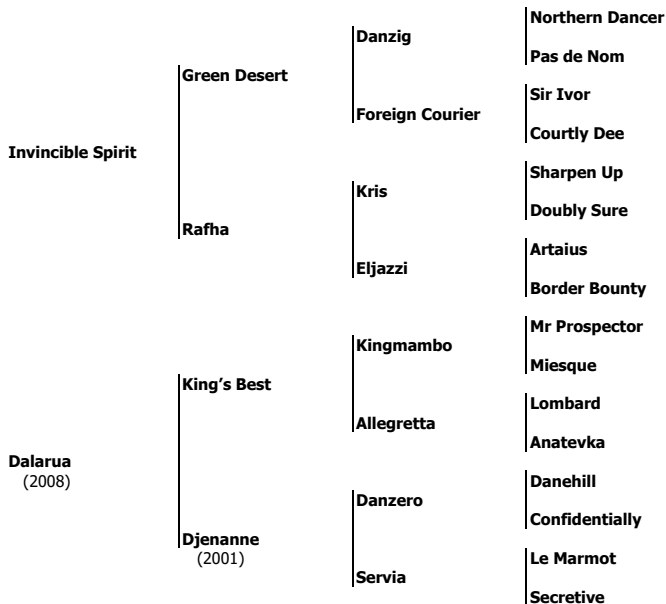 Northern Dancer
Danzig
Pas de Nom
Green Desert
Sir Ivor
Foreign Courier
Courtly Dee
Invincible Spirit
Sharpen Up
Kris
Doubly Sure
Rafha
Artaius
Eljazzi
Border Bounty
Mr Prospector
Kingmambo
Miesque
King's Best
Lombard
Allegretta
Anatevka
Dalarua
(2008)
Danehill
Danzero
Confidentially
Djenanne
(2001)
Le Marmot
Servia
Secretive